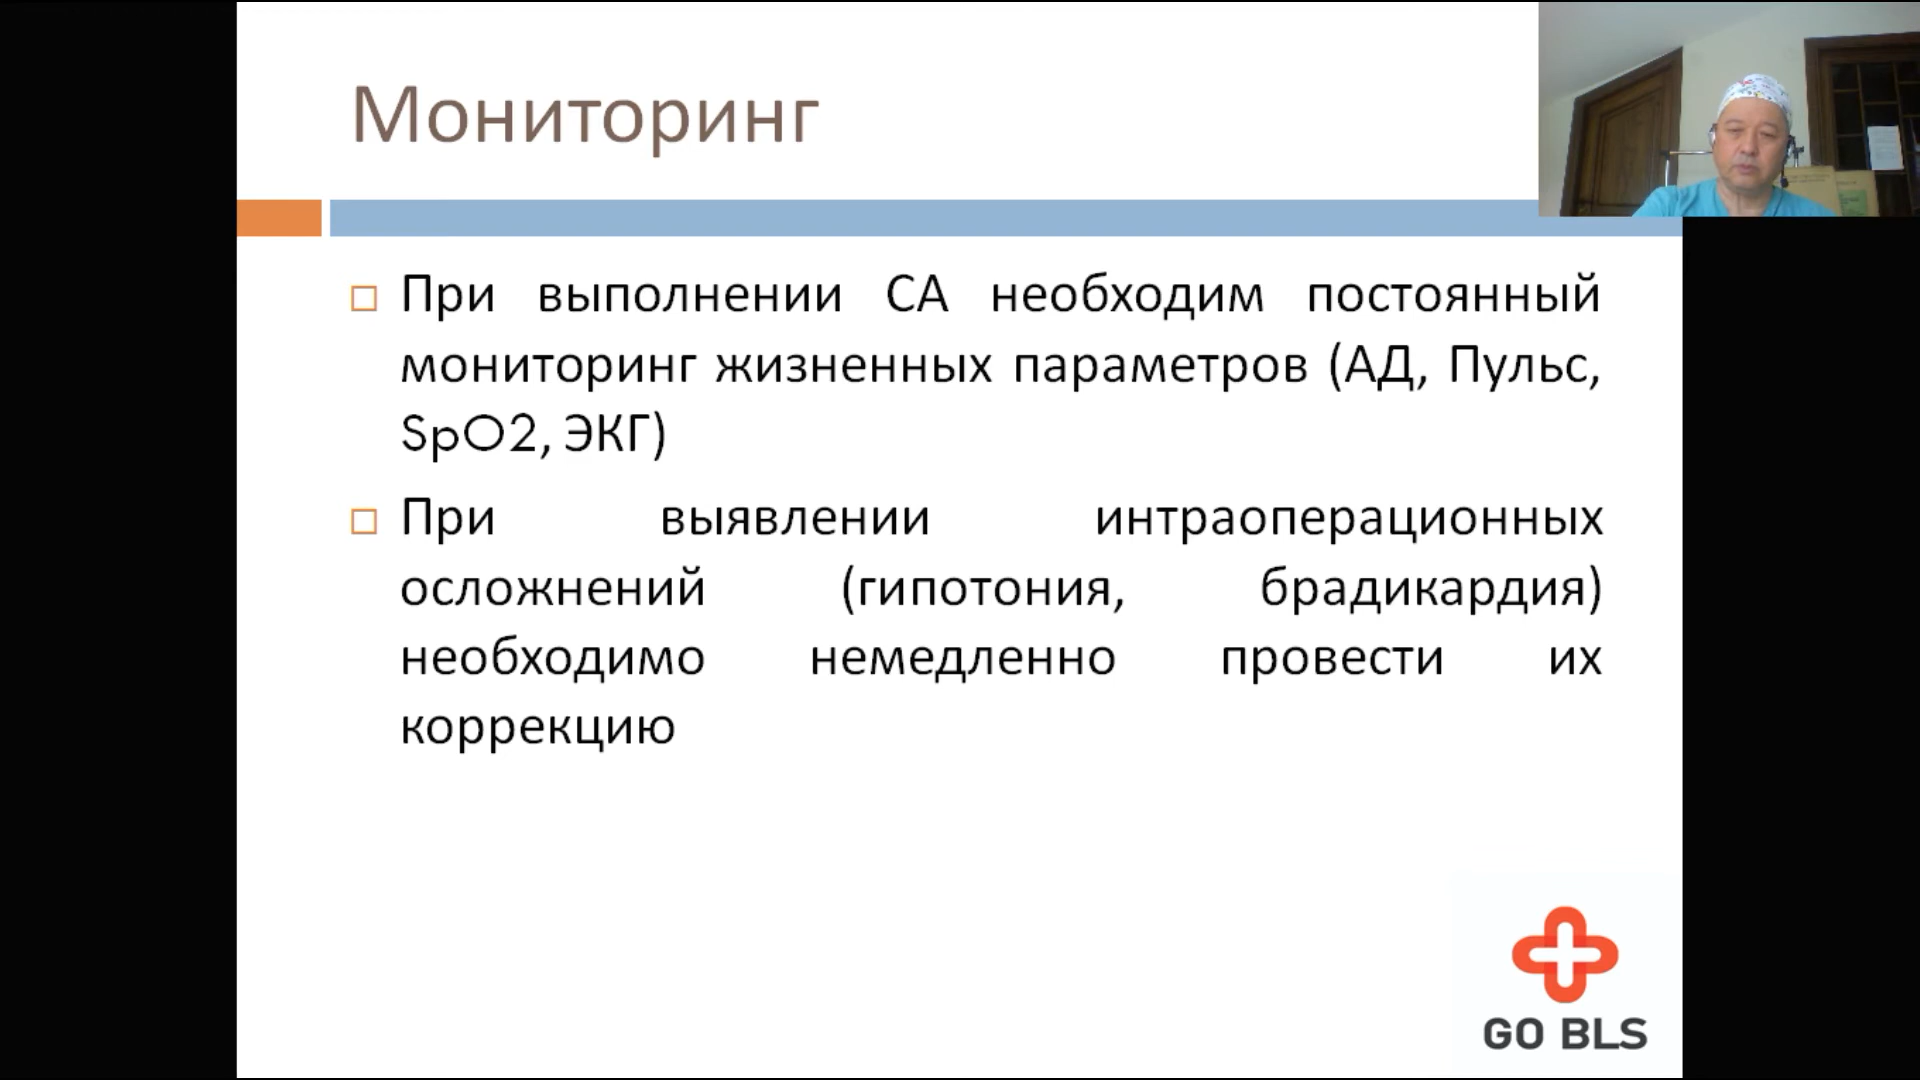 Мониторинг
При выполнении СА необходим постоянный
мониторинг жизненных параметров (АД, Пульс,
SpO2, ЭКГ)
При выявлении интраоперационных
осложнений (гипотония, брадикардия)
необходимо немедленно провести их
коррекцию
GO BLS